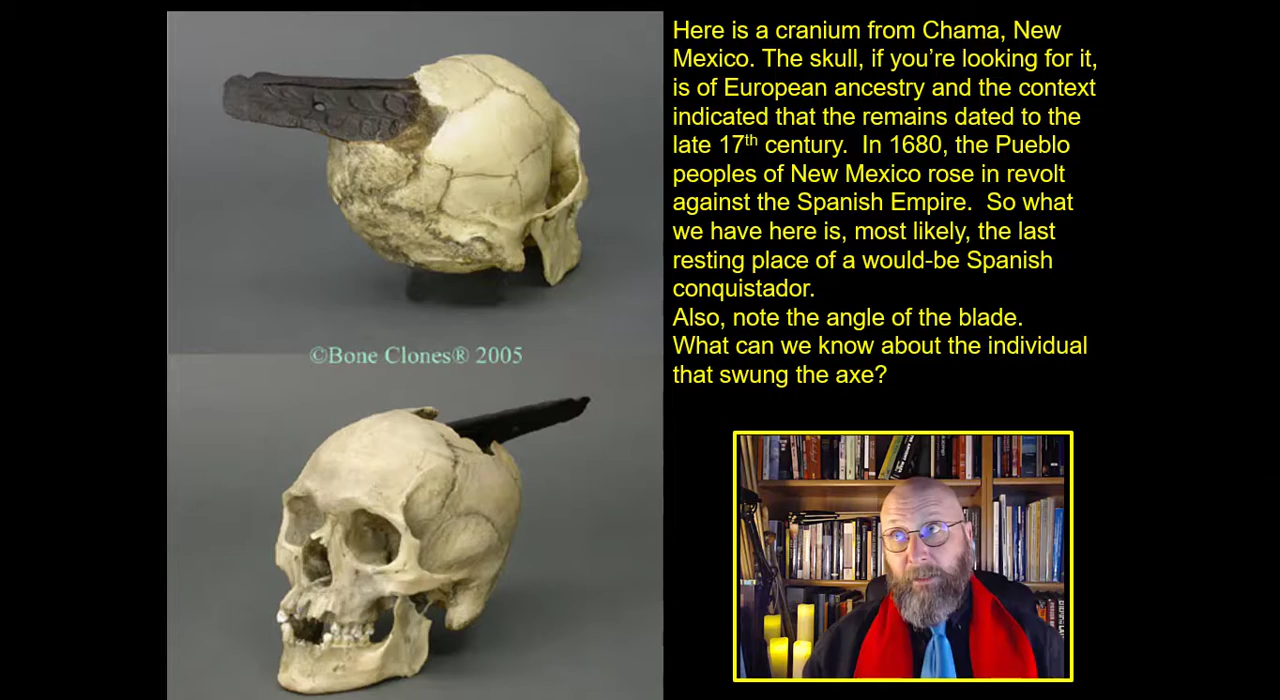 Here is a cranium from Chama, New
Mexico. The skull, if you’re looking for it,
is of European ancestry and the context
indicated that the remains dated to the
late 17th century.  In 1680, the Pueblo
peoples of New Mexico rose in revolt
against the Spanish Empire.  So what
we have here is, most likely, the last
resting place of a would-be Spanish
conquistador.
Also, note the angle of the blade.
What can we know about the individual
that swung the axe?
©Bone Clones® 2005